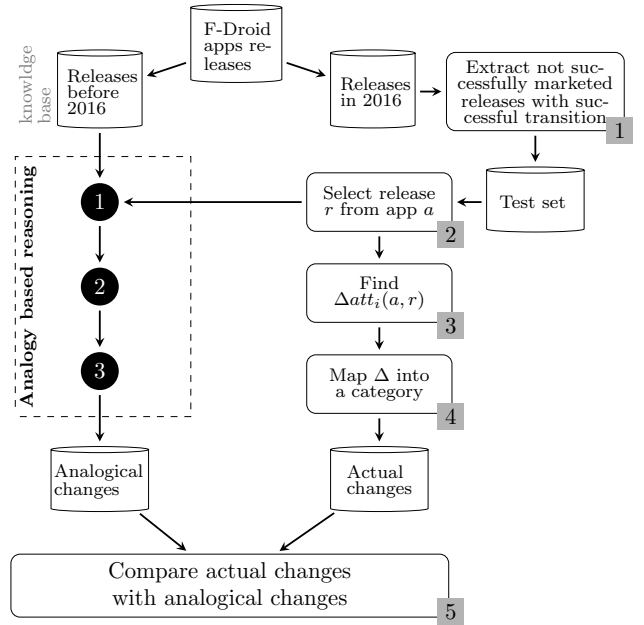 F-Droid
apps re-
leases
knowldge
base
Releases
before
2016
Releases
in 2016
Extract not suc-
cessfully marketed
releases with suc-
cessful transition
1
Analogy based reasoning
1
Select release
r from app a
2
Test set
2
Find
Δatt_i(a, r)
3
3
Map Δ into
a category
4
Analogical
changes
Actual
changes
Compare actual changes
with analogical changes
5